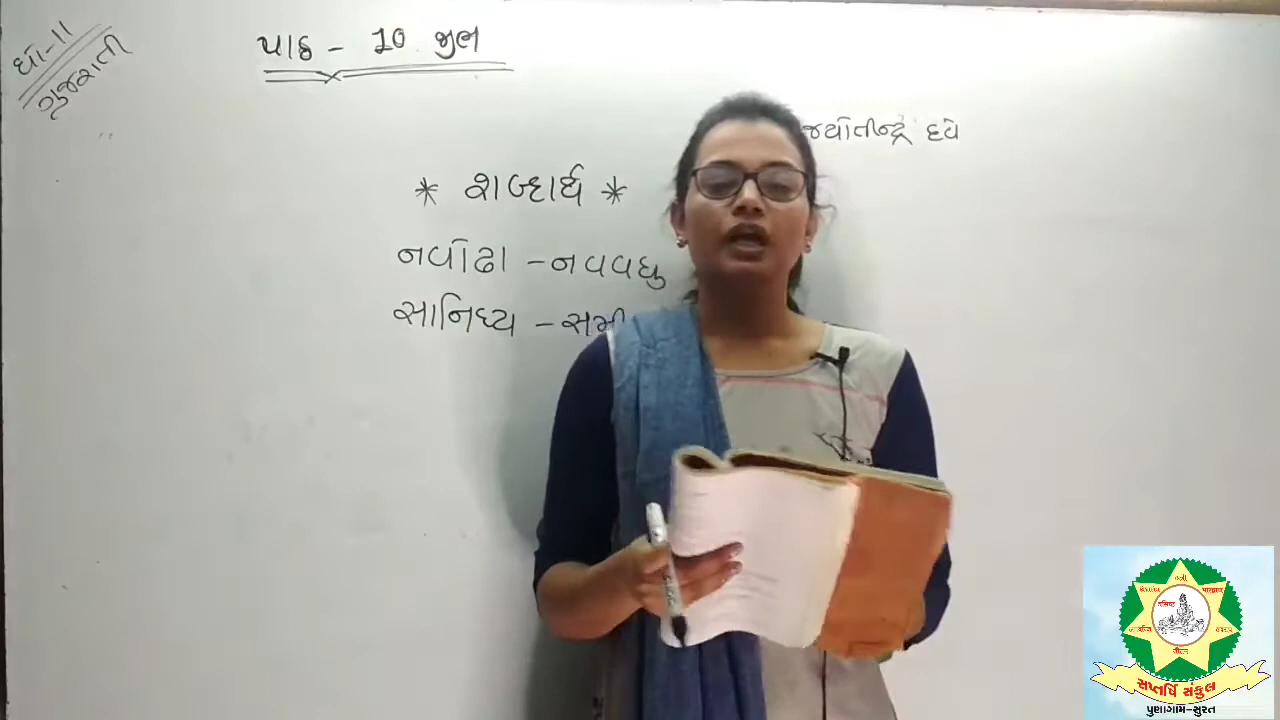 ધો-11
ગુજરાતી
પાઠ - 10 જીભ
જ્યોતીન્દ્ર દવે
* શબ્દાર્થ *
નવોઢા - નવવધુ
સાનિધ્ય - સમી
સપ્તર્ષિ સંકુલ
પુણાગામ-સુરત